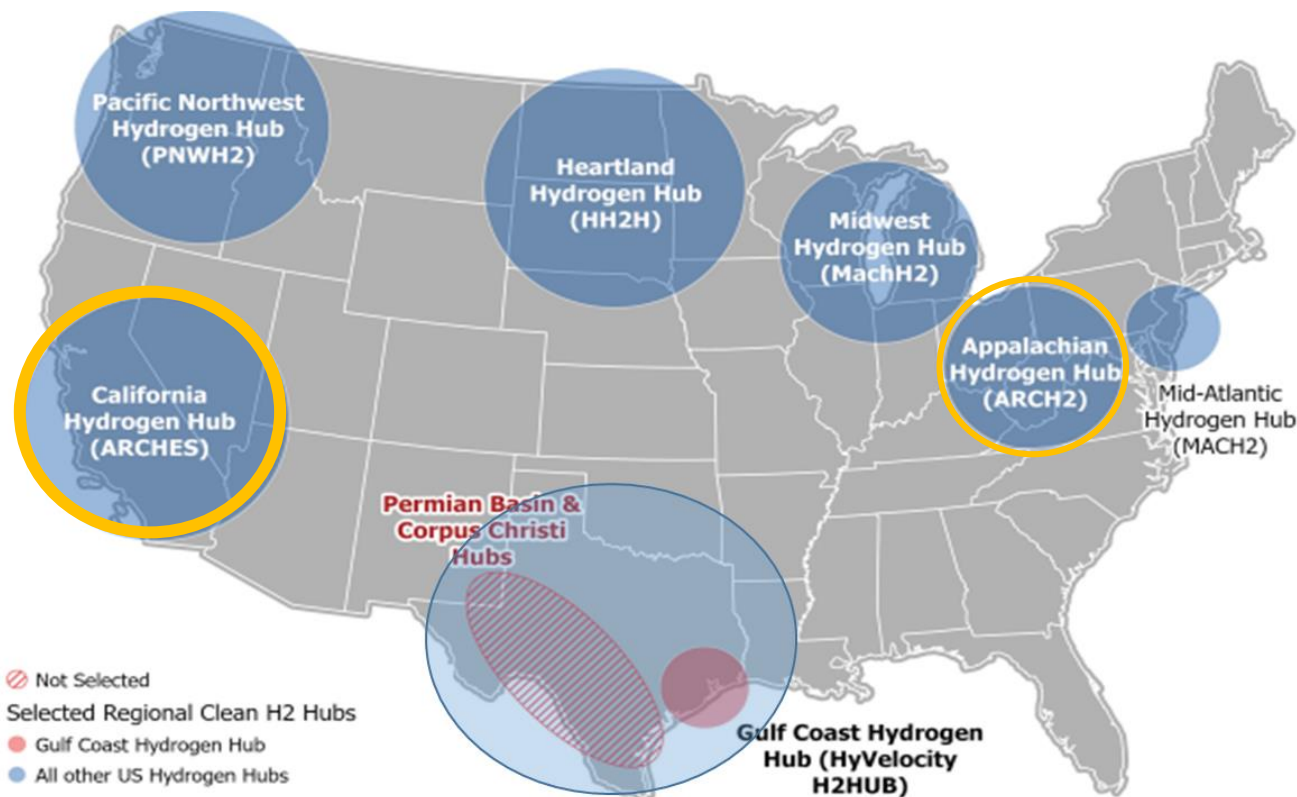 Pacific Northwest
Hydrogen Hub
(PNWH2)
Heartland
Hydrogen Hub
(HH2H)
Midwest
Hydrogen Hub
(MachH2)
Appalachian
Hydrogen Hub
(ARCH2)
Mid-Atlantic
Hydrogen Hub
(MACH2)
California
Hydrogen Hub
(ARCHES)
Permian Basin &
Corpus Christi
Hubs
Gulf Coast Hydrogen
Hub (HyVelocity
H2HUB)
Not Selected
Selected Regional Clean H2 Hubs
Gulf Coast Hydrogen Hub
All other US Hydrogen Hubs